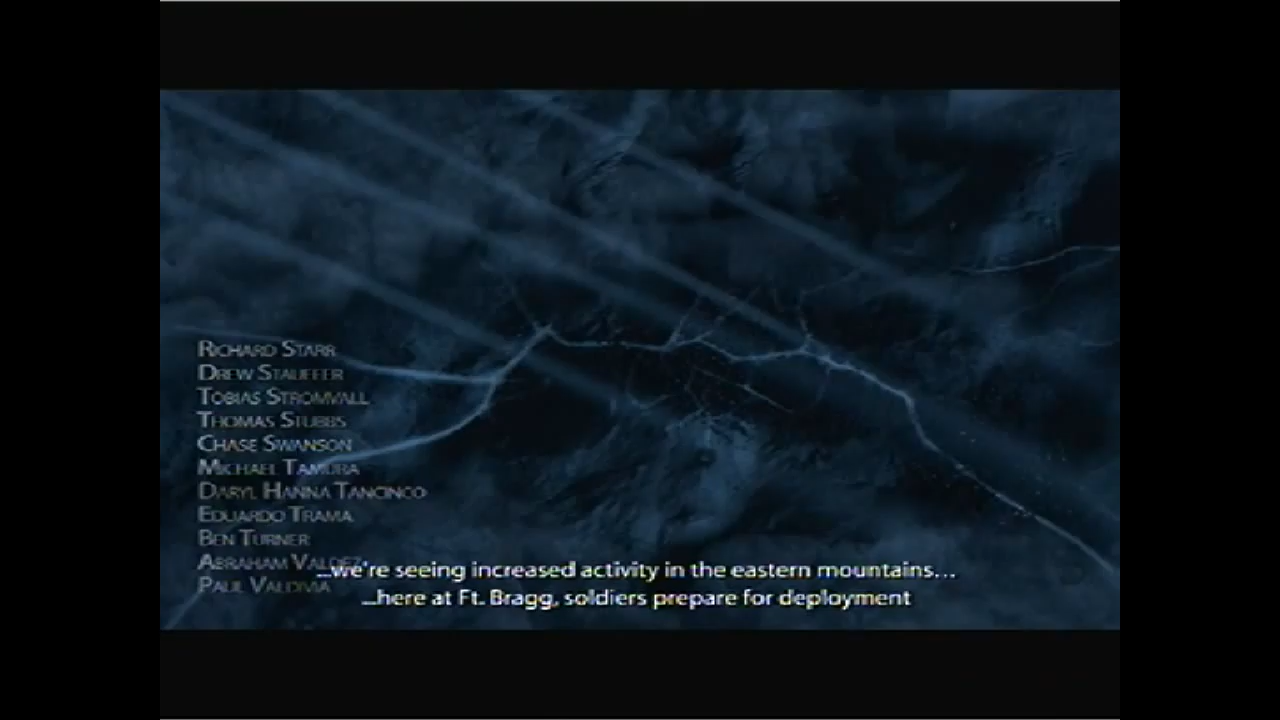 RICHARD STARR
DREW STAUFFER
TOBIAS STROMVALL
THOMAS STUBBS
CHASE SWANSON
MICHAEL TAMURA
DARYL HANNA TANCINCO
EDUARDO TRAMA
BEN TURNER
ABRAHAM VALDEZ
PAUL VALDIVIA
...we're seeing increased activity in the eastern mountains...
...here at Ft. Bragg, soldiers prepare for deployment